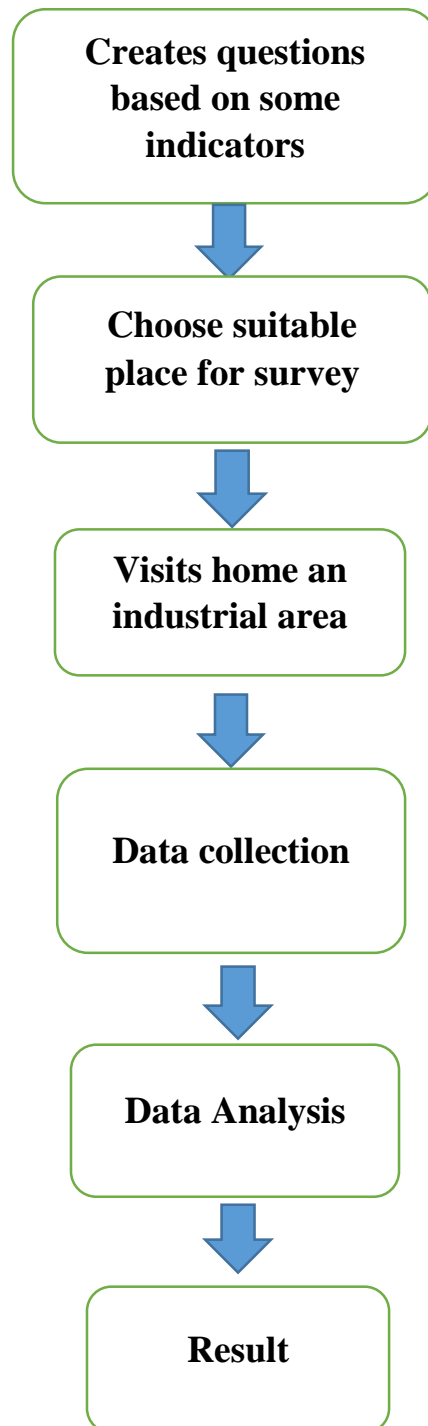 Creates questions
based on some
indicators
Choose suitable
place for survey
Visits home an
industrial area
Data collection
Data Analysis
Result